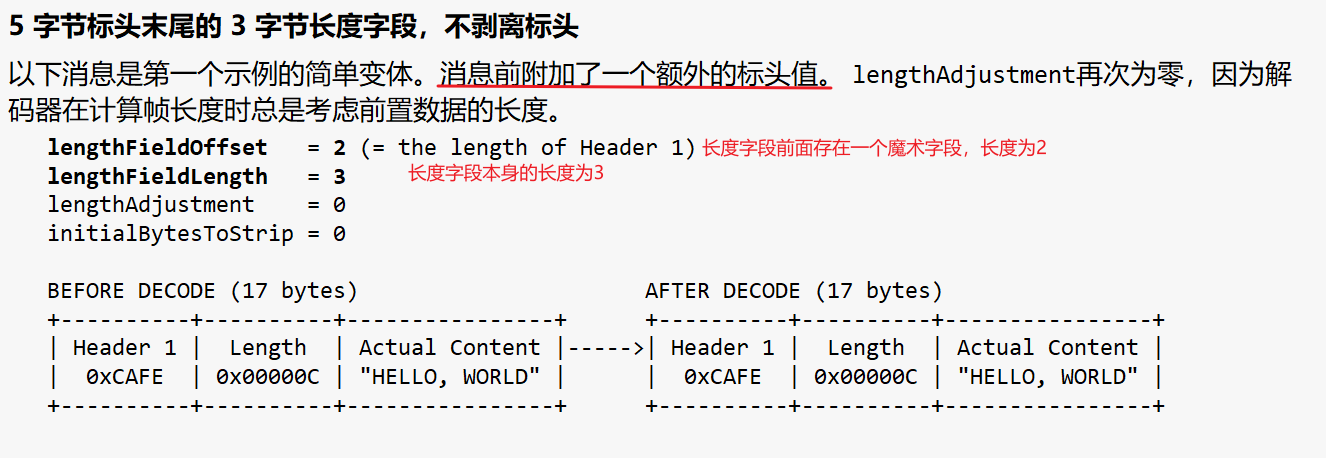 5 字节标头末尾的 3 字节长度字段，不剥离标头
以下消息是第一个示例的简单变体。消息前附加了一个额外的标头值。 lengthAdjustment再次为零，因为解
码器在计算帧长度时总是考虑前置数据的长度。
lengthFieldOffset   = 2 (= the length of Header 1) 长度字段前面存在一个魔术字段，长度为2
lengthFieldLength   = 3 长度字段本身的长度为3
lengthAdjustment    = 0
initialBytesToStrip = 0
BEFORE DECODE (17 bytes)                      AFTER DECODE (17 bytes)
+----------+----------+----------------+      +----------+----------+----------------+
| Header 1 |  Length  | Actual Content |----->| Header 1 |  Length  | Actual Content |
|  0xCAFE  | 0x00000C | "HELLO, WORLD" |      |  0xCAFE  | 0x00000C | "HELLO, WORLD" |
+----------+----------+----------------+      +----------+----------+----------------+